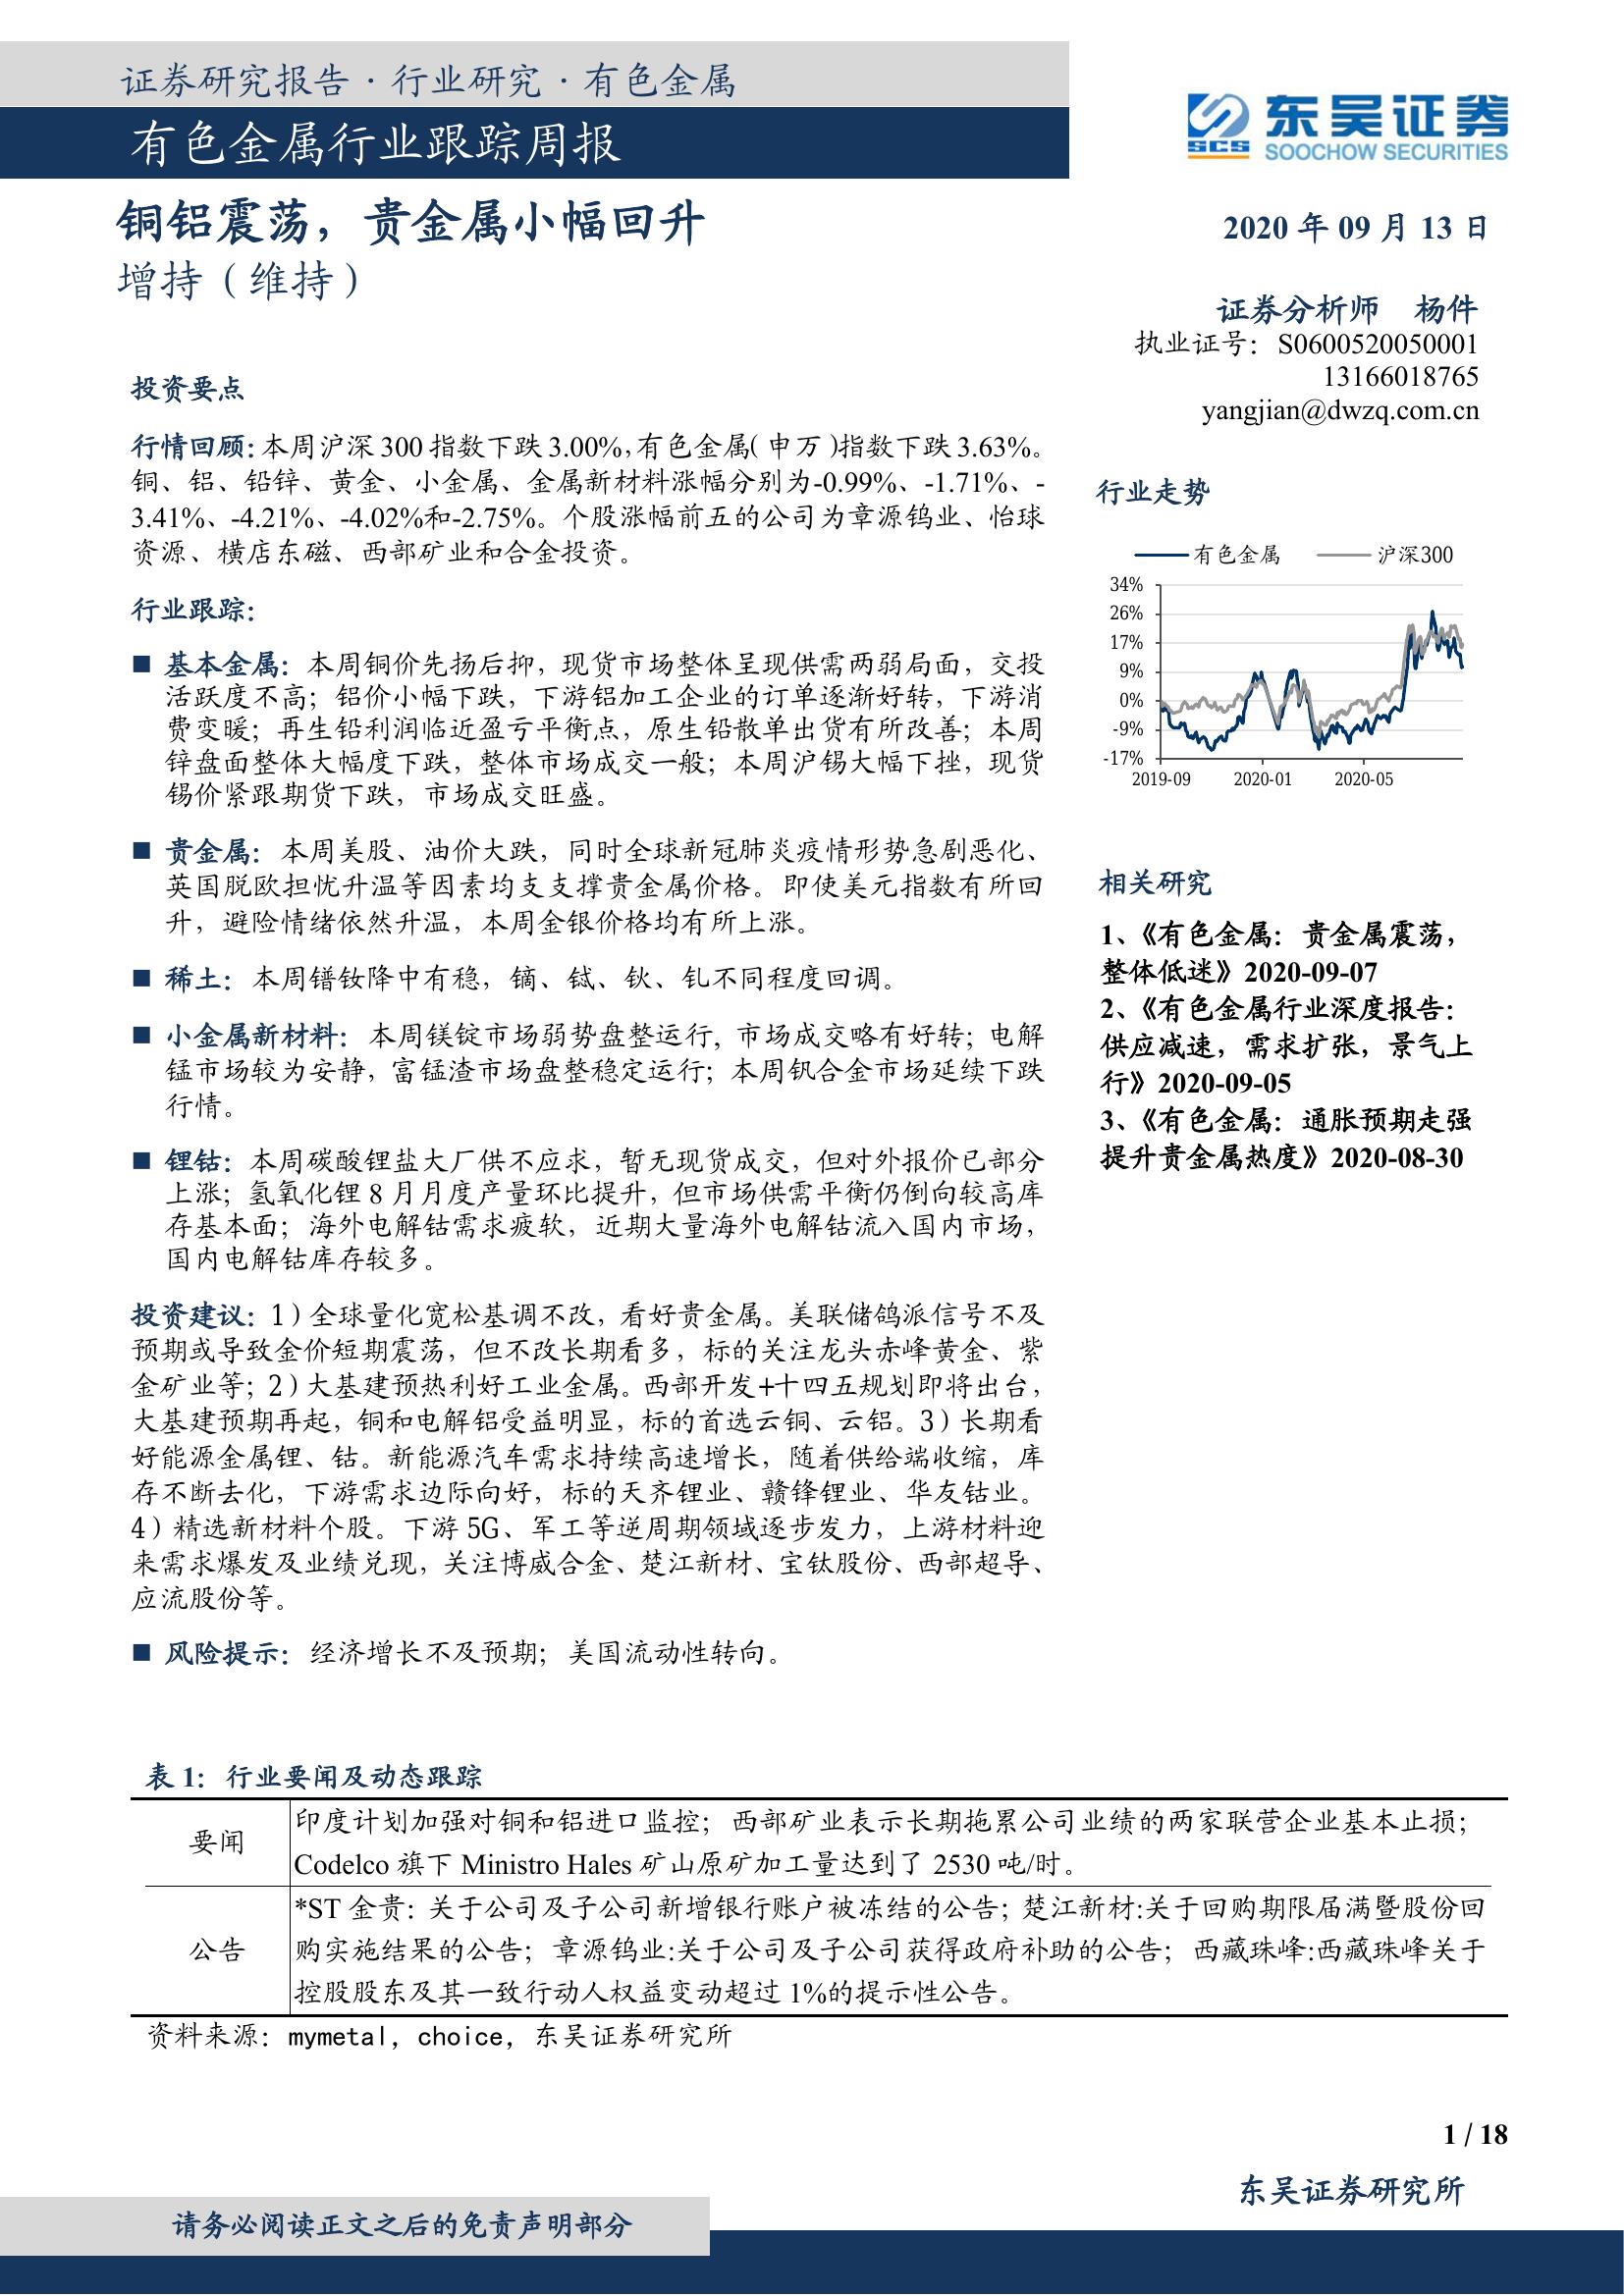 证券研究报告·行业研究·有色金属
有色金属行业跟踪周报
铜铝震荡，贵金属小幅回升
增持（维持）
投资要点
行情回顾：本周沪深300指数下跌3.00%，有色金属（申万）指数下跌3.63%。
铜、铝、铅锌、黄金、小金属、金属新材料涨幅分别为-0.99%、-1.71%、-
3.41%、-4.21%、-4.02%和-2.75%。个股涨幅前五的公司为章源钨业、怡球
资源、横店东磁、西部矿业和合金投资。
行业跟踪：
■ 基本金属：本周铜价先扬后抑，现货市场整体呈现供需两弱局面，交投
活跃度不高；铝价小幅下跌，下游铝加工企业的订单逐渐好转，下游消
费变暖；再生铅利润临近盈亏平衡点，原生铅散单出货有所改善；本周
锌盘面整体大幅度下跌，整体市场成交一般；本周沪锡大幅下挫，现货
锡价紧跟期货下跌，市场成交旺盛。
■ 贵金属：本周美股、油价大跌，同时全球新冠肺炎疫情形势急剧恶化、
英国脱欧担忧升温等因素均支支撑贵金属价格。即使美元指数有所回
升，避险情绪依然升温，本周金银价格均有所上涨。
■ 稀土：本周镨钕降中有稳，镝、铽、钬、钆不同程度回调。
■ 小金属新材料：本周镁锭市场弱势盘整运行，市场成交略有好转；电解
锰市场较为安静，富锰渣市场盘整稳定运行；本周钒合金市场延续下跌
行情。
■ 锂钴：本周碳酸锂盐大厂供不应求，暂无现货成交，但对外报价已部分
上涨；氢氧化锂8月月度产量环比提升，但市场供需平衡仍倒向较高库
存基本面；海外电解钴需求疲软，近期大量海外电解钴流入国内市场，
国内电解钴库存较多。
投资建议：1）全球量化宽松基调不改，看好贵金属。美联储鸽派信号不及
预期或导致金价短期震荡，但不改长期看多，标的关注龙头赤峰黄金、紫
金矿业等；2）大基建预热利好工业金属。西部开发+十四五规划即将出台，
大基建预期再起，铜和电解铝受益明显，标的首选云铜、云铝。3）长期看
好能源金属锂、钴。新能源汽车需求持续高速增长，随着供给端收缩，库
存不断去化，下游需求边际向好，标的天齐锂业、赣锋锂业、华友钴业。
4）精选新材料个股。下游5G、军工等逆周期领域逐步发力，上游材料迎
来需求爆发及业绩兑现，关注博威合金、楚江新材、宝钛股份、西部超导、
应流股份等。
■ 风险提示：经济增长不及预期；美国流动性转向。
东吴证券
SCS SOOCHOW SECURITIES
2020年09月13日
证券分析师 杨件
执业证号：S0600520050001
13166018765
yangjian@dwzq.com.cn
行业走势
有色金属 沪深300
34%
26%
17%
9%
0%
-9%
-17%
2019-09 2020-01 2020-05
相关研究
1、《有色金属：贵金属震荡，
整体低迷》2020-09-07
2、《有色金属行业深度报告：
供应减速，需求扩张，景气上
行》2020-09-05
3、《有色金属：通胀预期走强
提升贵金属热度》2020-08-30
表1：行业要闻及动态跟踪
要闻
印度计划加强对铜和铝进口监控；西部矿业表示长期拖累公司业绩的两家联营企业基本止损；
Codelco旗下Ministro Hales矿山原矿加工量达到了2530吨/时。
公告
*ST金贵：关于公司及子公司新增银行账户被冻结的公告；楚江新材:关于回购期限届满暨股份回
购实施结果的公告；章源钨业:关于公司及子公司获得政府补助的公告；西藏珠峰:西藏珠峰关于
控股股东及其一致行动人权益变动超过1%的提示性公告。
资料来源：mymetal，choice，东吴证券研究所
1 / 18
东吴证券研究所
请务必阅读正文之后的免责声明部分